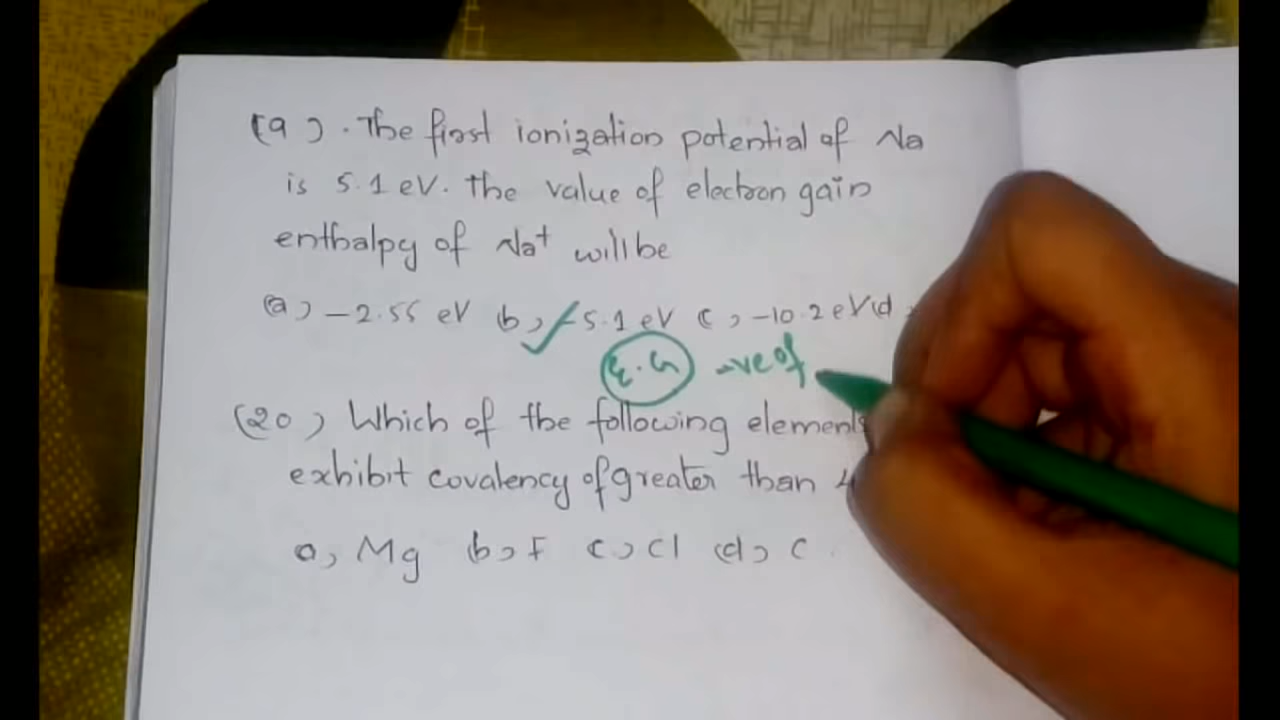 (19). The first ionization potential of Na
is 5.1 eV. The value of electron gain
enthalpy of Na+ will be
(a) -2.55 eV (b) -5.1 eV (c) -10.2 eV (d
E.G -ve of
(20) Which of the following elements
exhibit covalency of greater than 4
a) Mg (b) F (c) Cl (d) C.